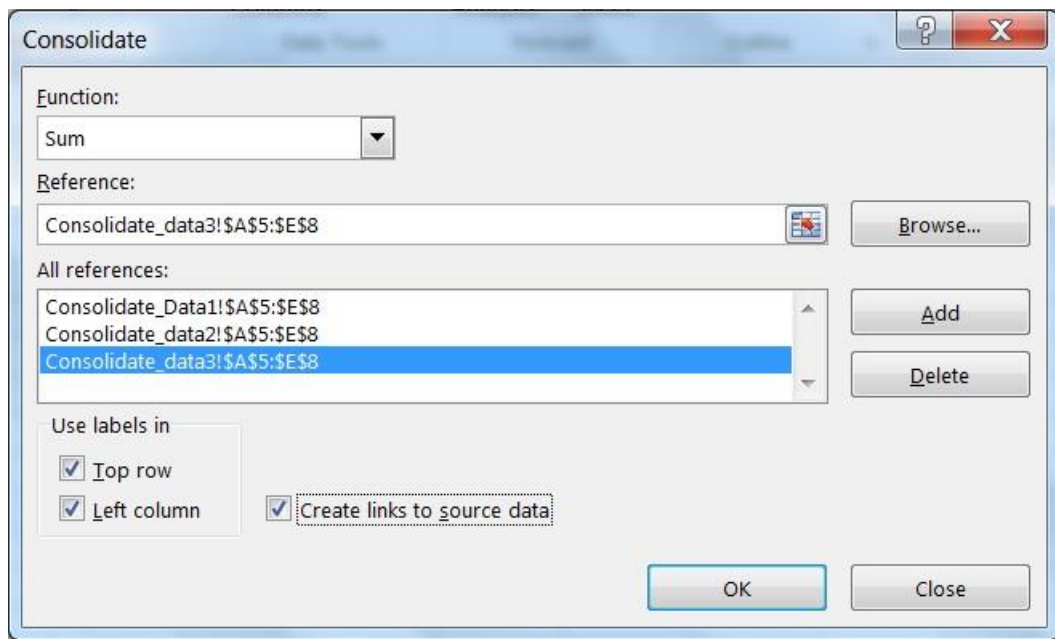 Consolidate
Function:
Sum
Reference:
Consolidate_data3!$A$5:$E$8
Browse...
All references:
Consolidate_Data1!$A$5:$E$8
Consolidate_data2!$A$5:$E$8
Consolidate_data3!$A$5:$E$8
Add
Delete
Use labels in
Top row
Left column
Create links to source data
OK
Close